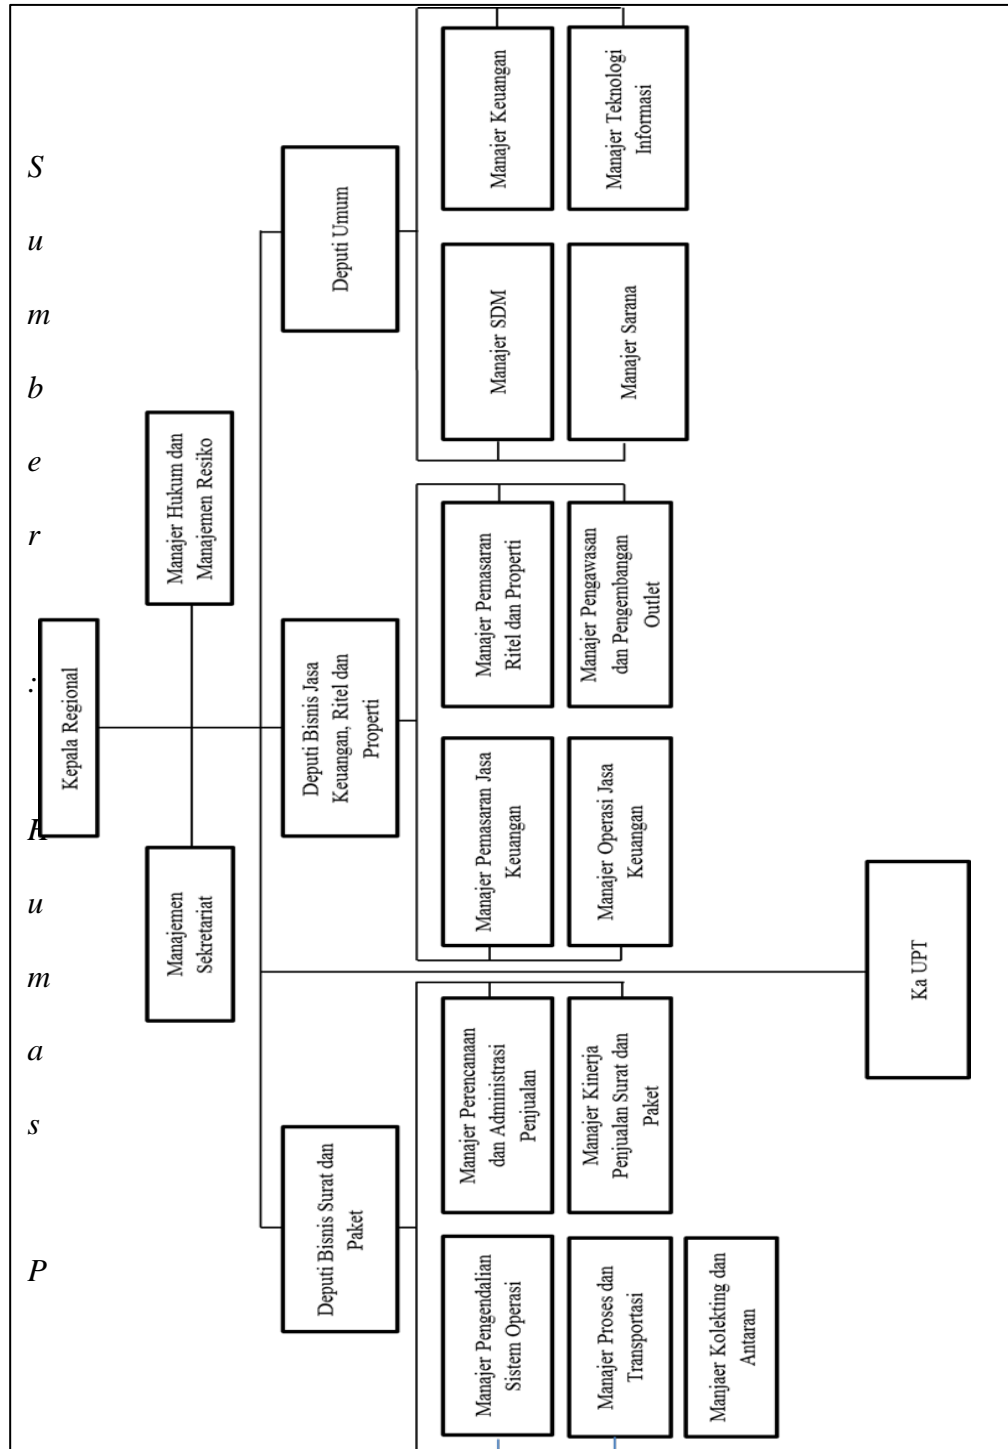 Sumber : Humas P
Kepala Regional
Manajemen
Sekretariat
Manajer Hukum dan
Manajemen Resiko
Deputi Bisnis Surat dan
Paket
Deputi Bisnis Jasa
Keuangan, Ritel dan
Properti
Deputi Umum
Manajer Pengendalian
Sistem Operasi
Manajer Perencanaan
dan Administrasi
Penjualan
Manajer Pemasaran Jasa
Keuangan
Manajer Pemasaran
Ritel dan Properti
Manajer SDM
Manajer Keuangan
Manajer Proses dan
Transportasi
Manajer Kinerja
Penjualan Surat dan
Paket
Manajer Operasi Jasa
Keuangan
Manajer Pengawasan
dan Pengembangan
Outlet
Manajer Sarana
Manajer Teknologi
Informasi
Manjaer Kolekting dan
Antaran
Ka UPT